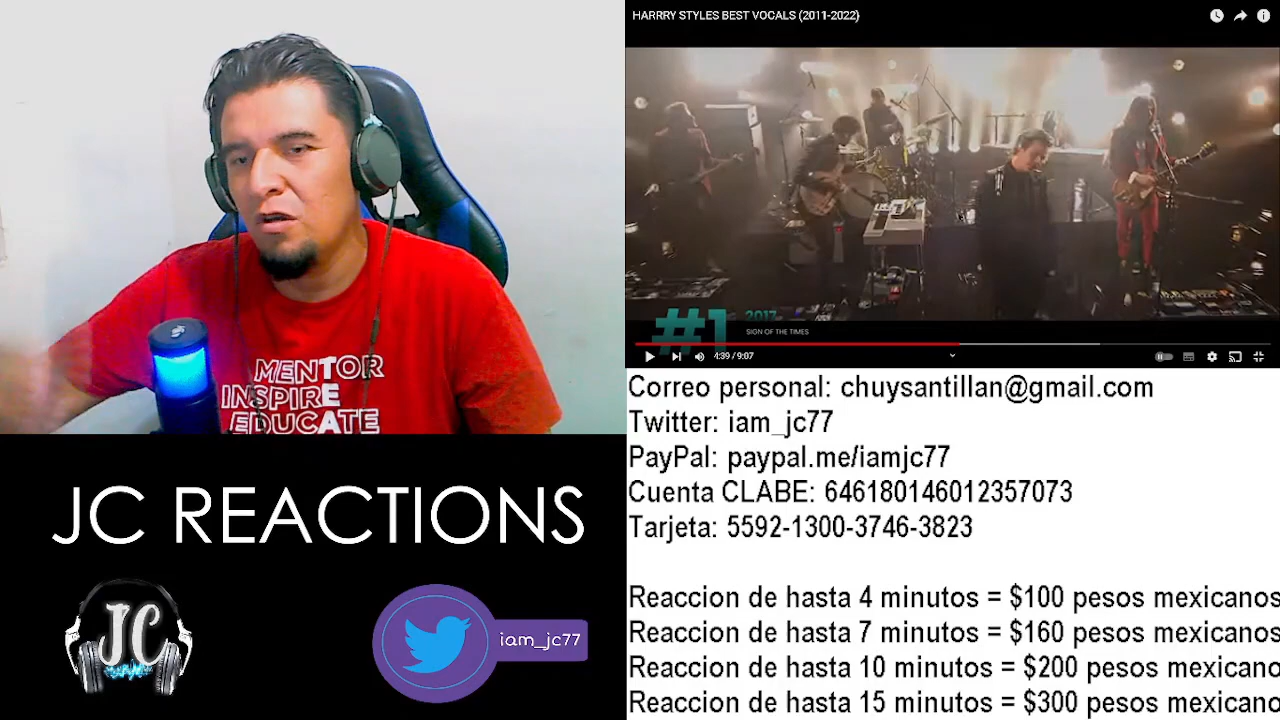 HARRRY STYLES BEST VOCALS (2011-2022)
#1
2017
SIGN OF THE TIMES
4:39 / 9:07
MENTOR
INSPIRE
EDUCATE
Correo personal: chuysantillan@gmail.com
Twitter: iam_jc77
PayPal: paypal.me/iamjc77
Cuenta CLABE: 646180146012357073
Tarjeta: 5592-1300-3746-3823
JC REACTIONS
JC
iam_jc77
Reaccion de hasta 4 minutos = $100 pesos mexicanos
Reaccion de hasta 7 minutos = $160 pesos mexicanos
Reaccion de hasta 10 minutos = $200 pesos mexicano
Reaccion de hasta 15 minutos = $300 pesos mexicano